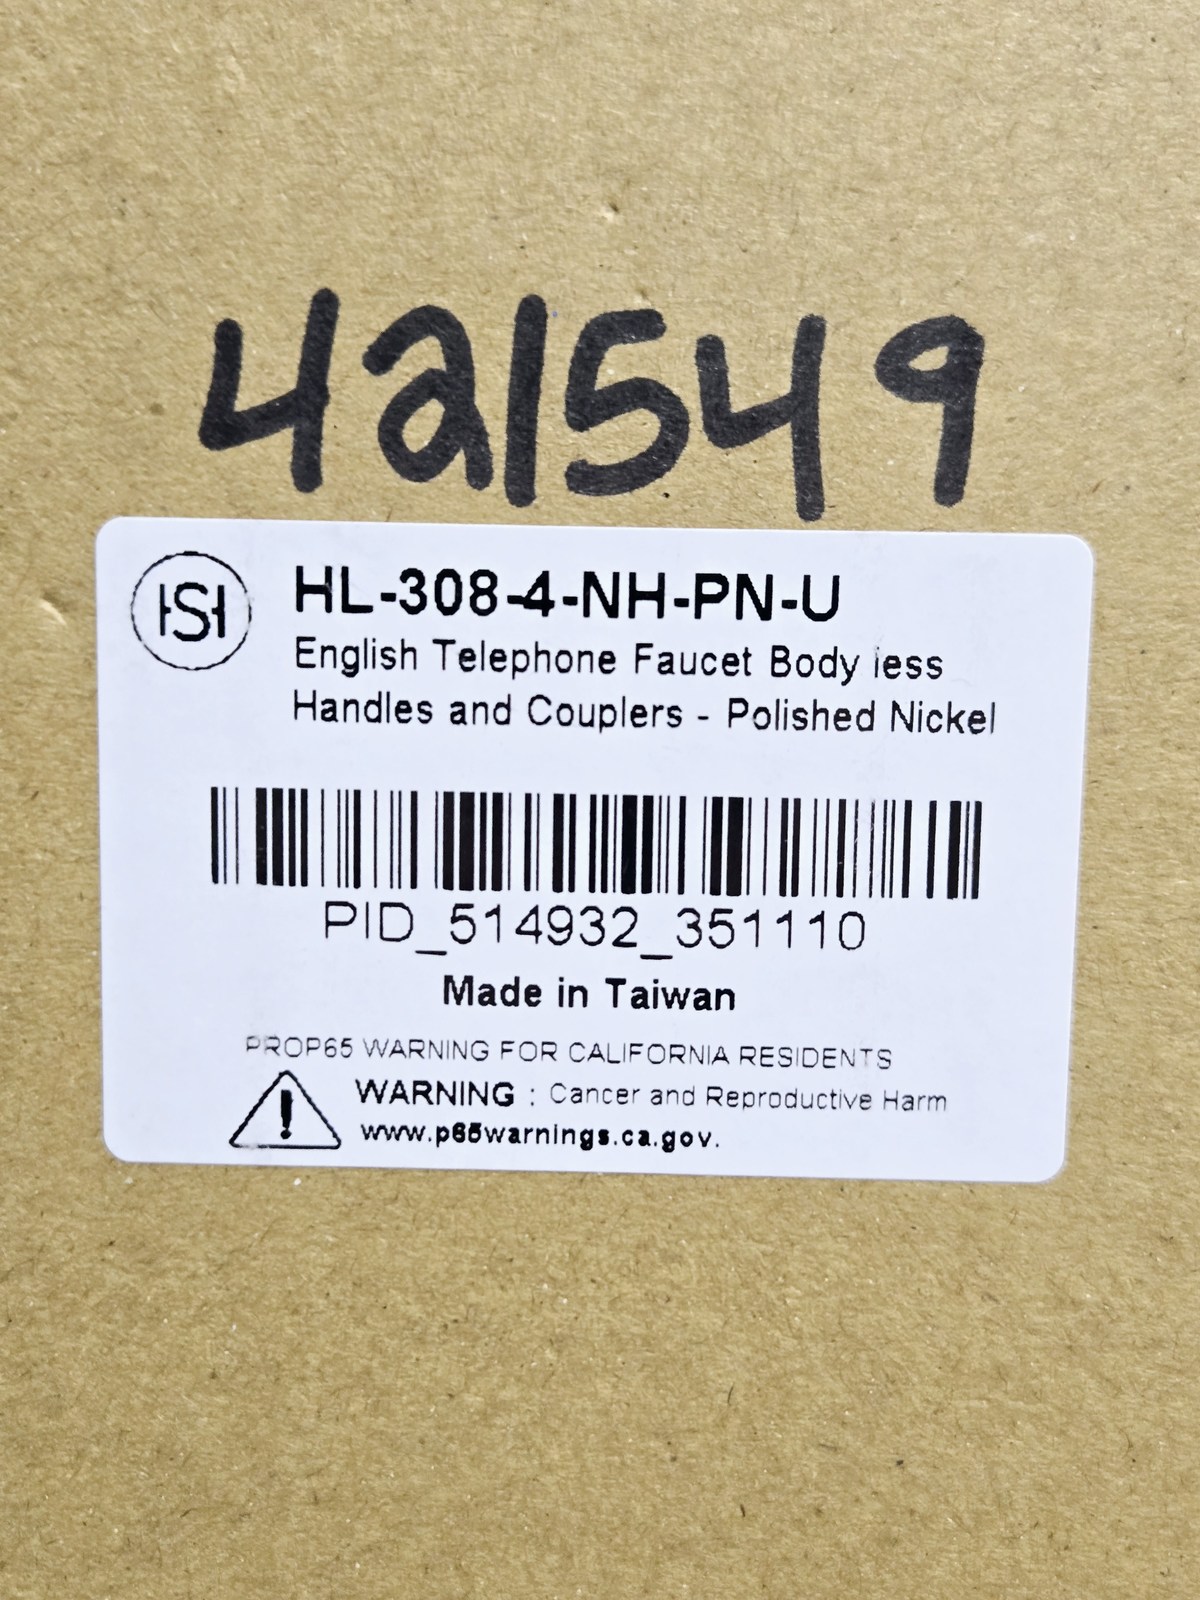 421549
HSH
HL-308-4-NH-PN-U
English Telephone Faucet Body less
Handles and Couplers - Polished Nickel
PID_514932_351110
Made in Taiwan
PROP65 WARNING FOR CALIFORNIA RESIDENTS
WARNING : Cancer and Reproductive Harm
www.p65warnings.ca.gov.